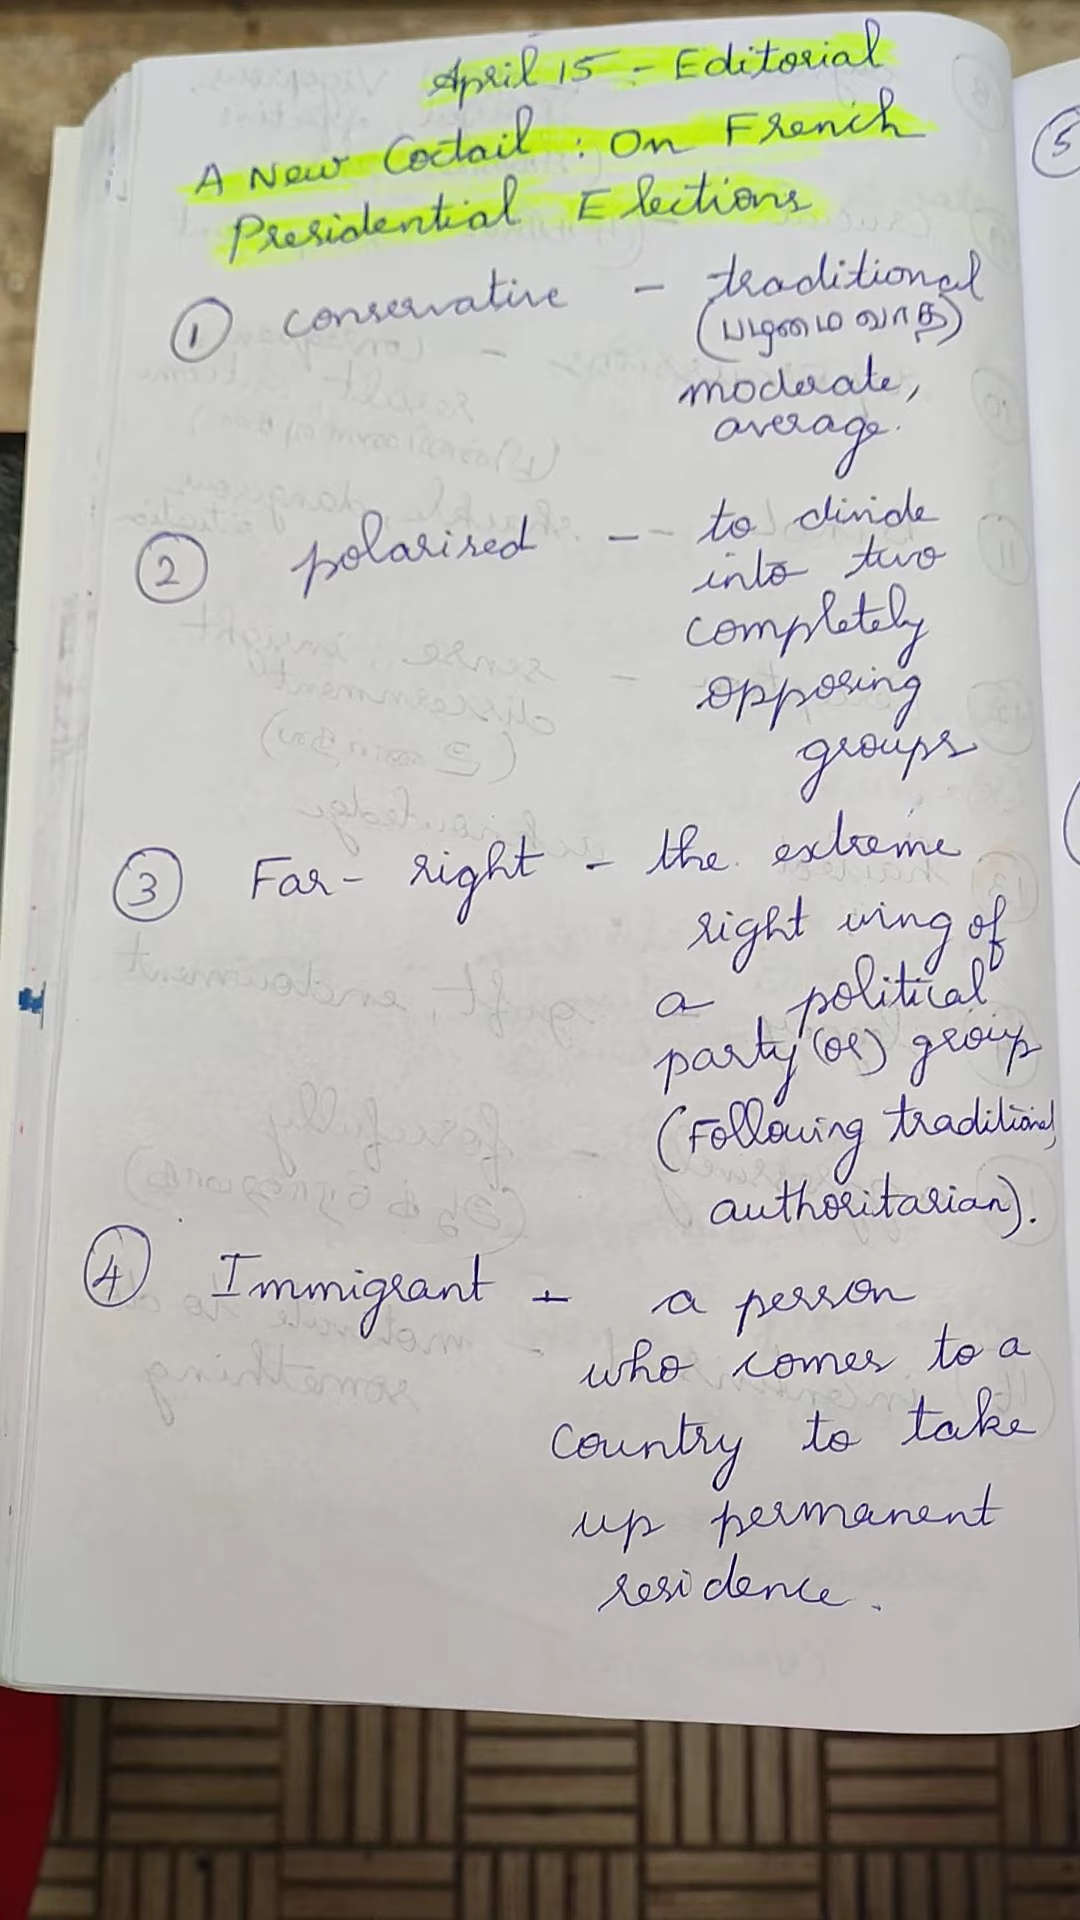 April 15 - Editorial
A New Coctail : On French
Presidential Elections
① conservative - traditional
(பழமைவாத)
moderate,
average.
② polarised -- to divide
into two
completely
opposing
groups
③ Far-right - the extreme
right wing of
a political
party (or) group
(Following traditional,
authoritarian).
④ Immigrant - a person
who comes to a
country to take
up permanent
residence.
⑤